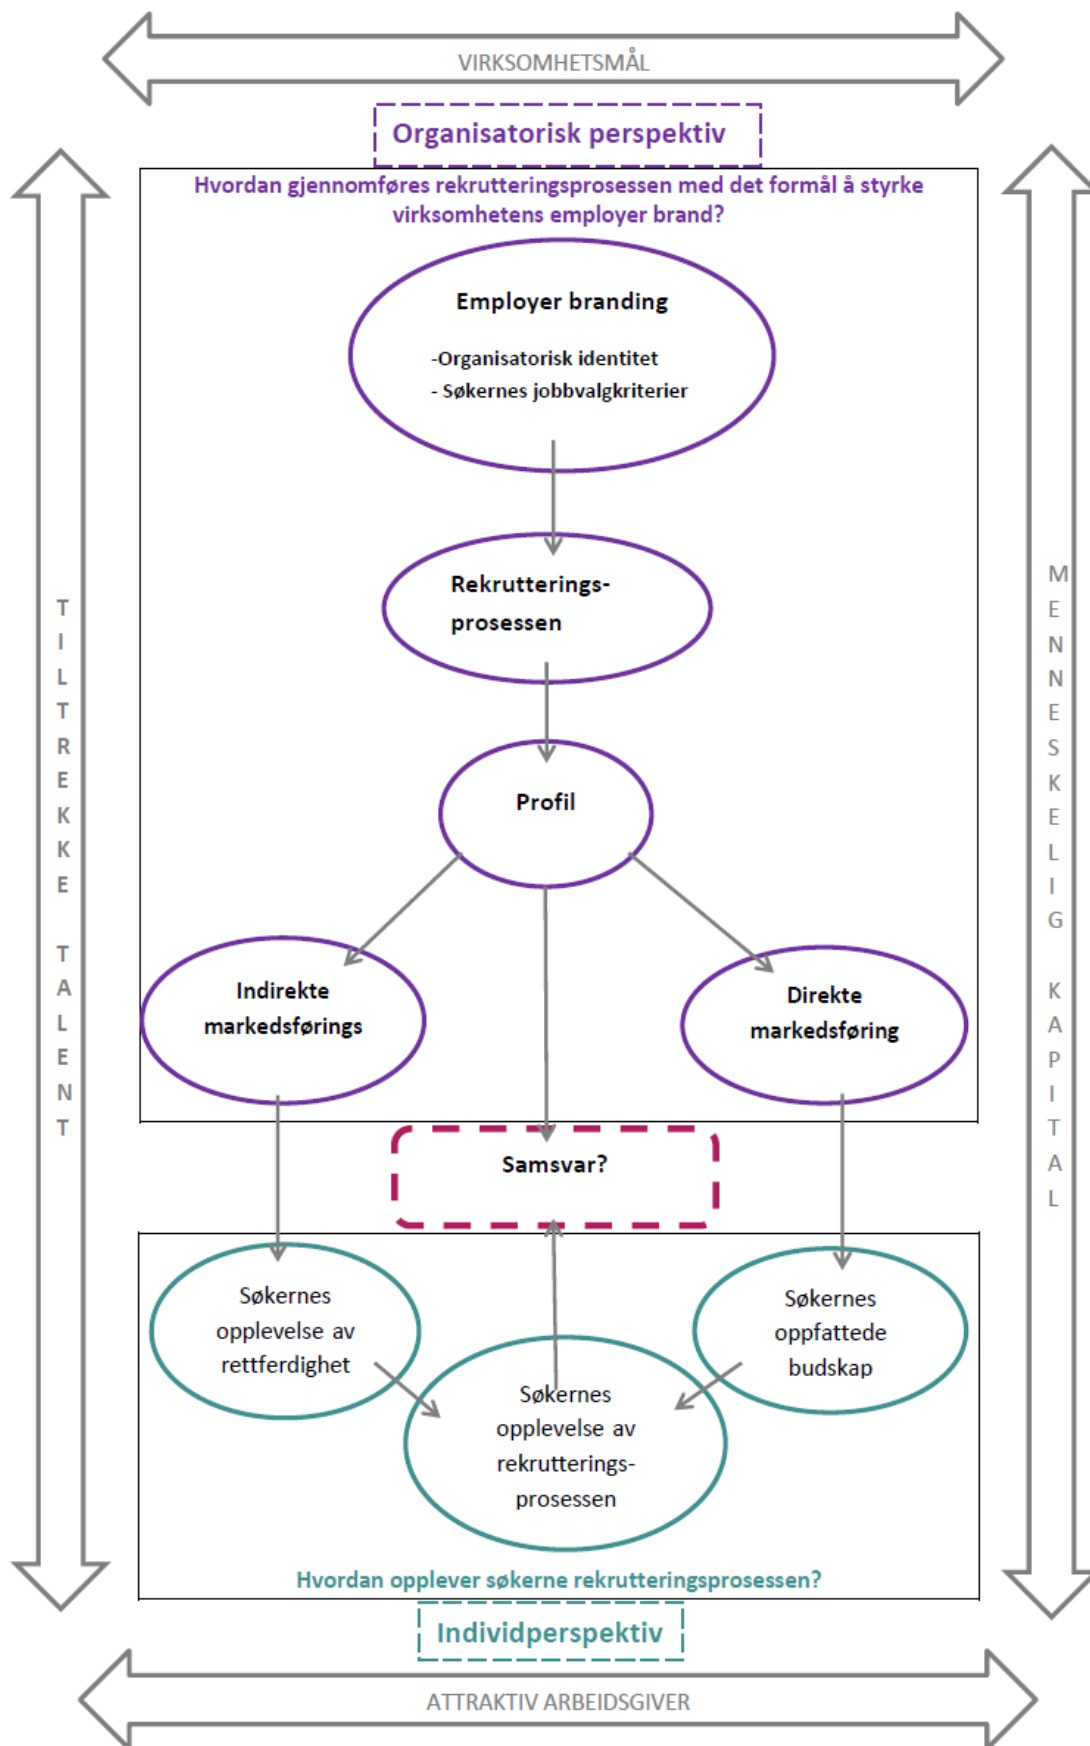 VIRKSOMHETSMÅL
Organisatorisk perspektiv
Hvordan gjennomføres rekrutteringsprosessen med det formål å styrke
virksomhetens employer brand?
Employer branding
-Organisatorisk identitet
- Søkernes jobbvalgkriterier
Rekrutterings-
prosessen
Profil
Indirekte
markedsførings
Direkte
markedsføring
Samsvar?
Søkernes
opplevelse av
rettferdighet
Søkernes
oppfattede
budskap
Søkernes
opplevelse av
rekrutterings-
prosessen
Hvordan opplever søkerne rekrutteringsprosessen?
Individperspektiv
ATTRAKTIV ARBEIDSGIVER
TILTREKKE TALENT
MENNESKELIG KAPITAL